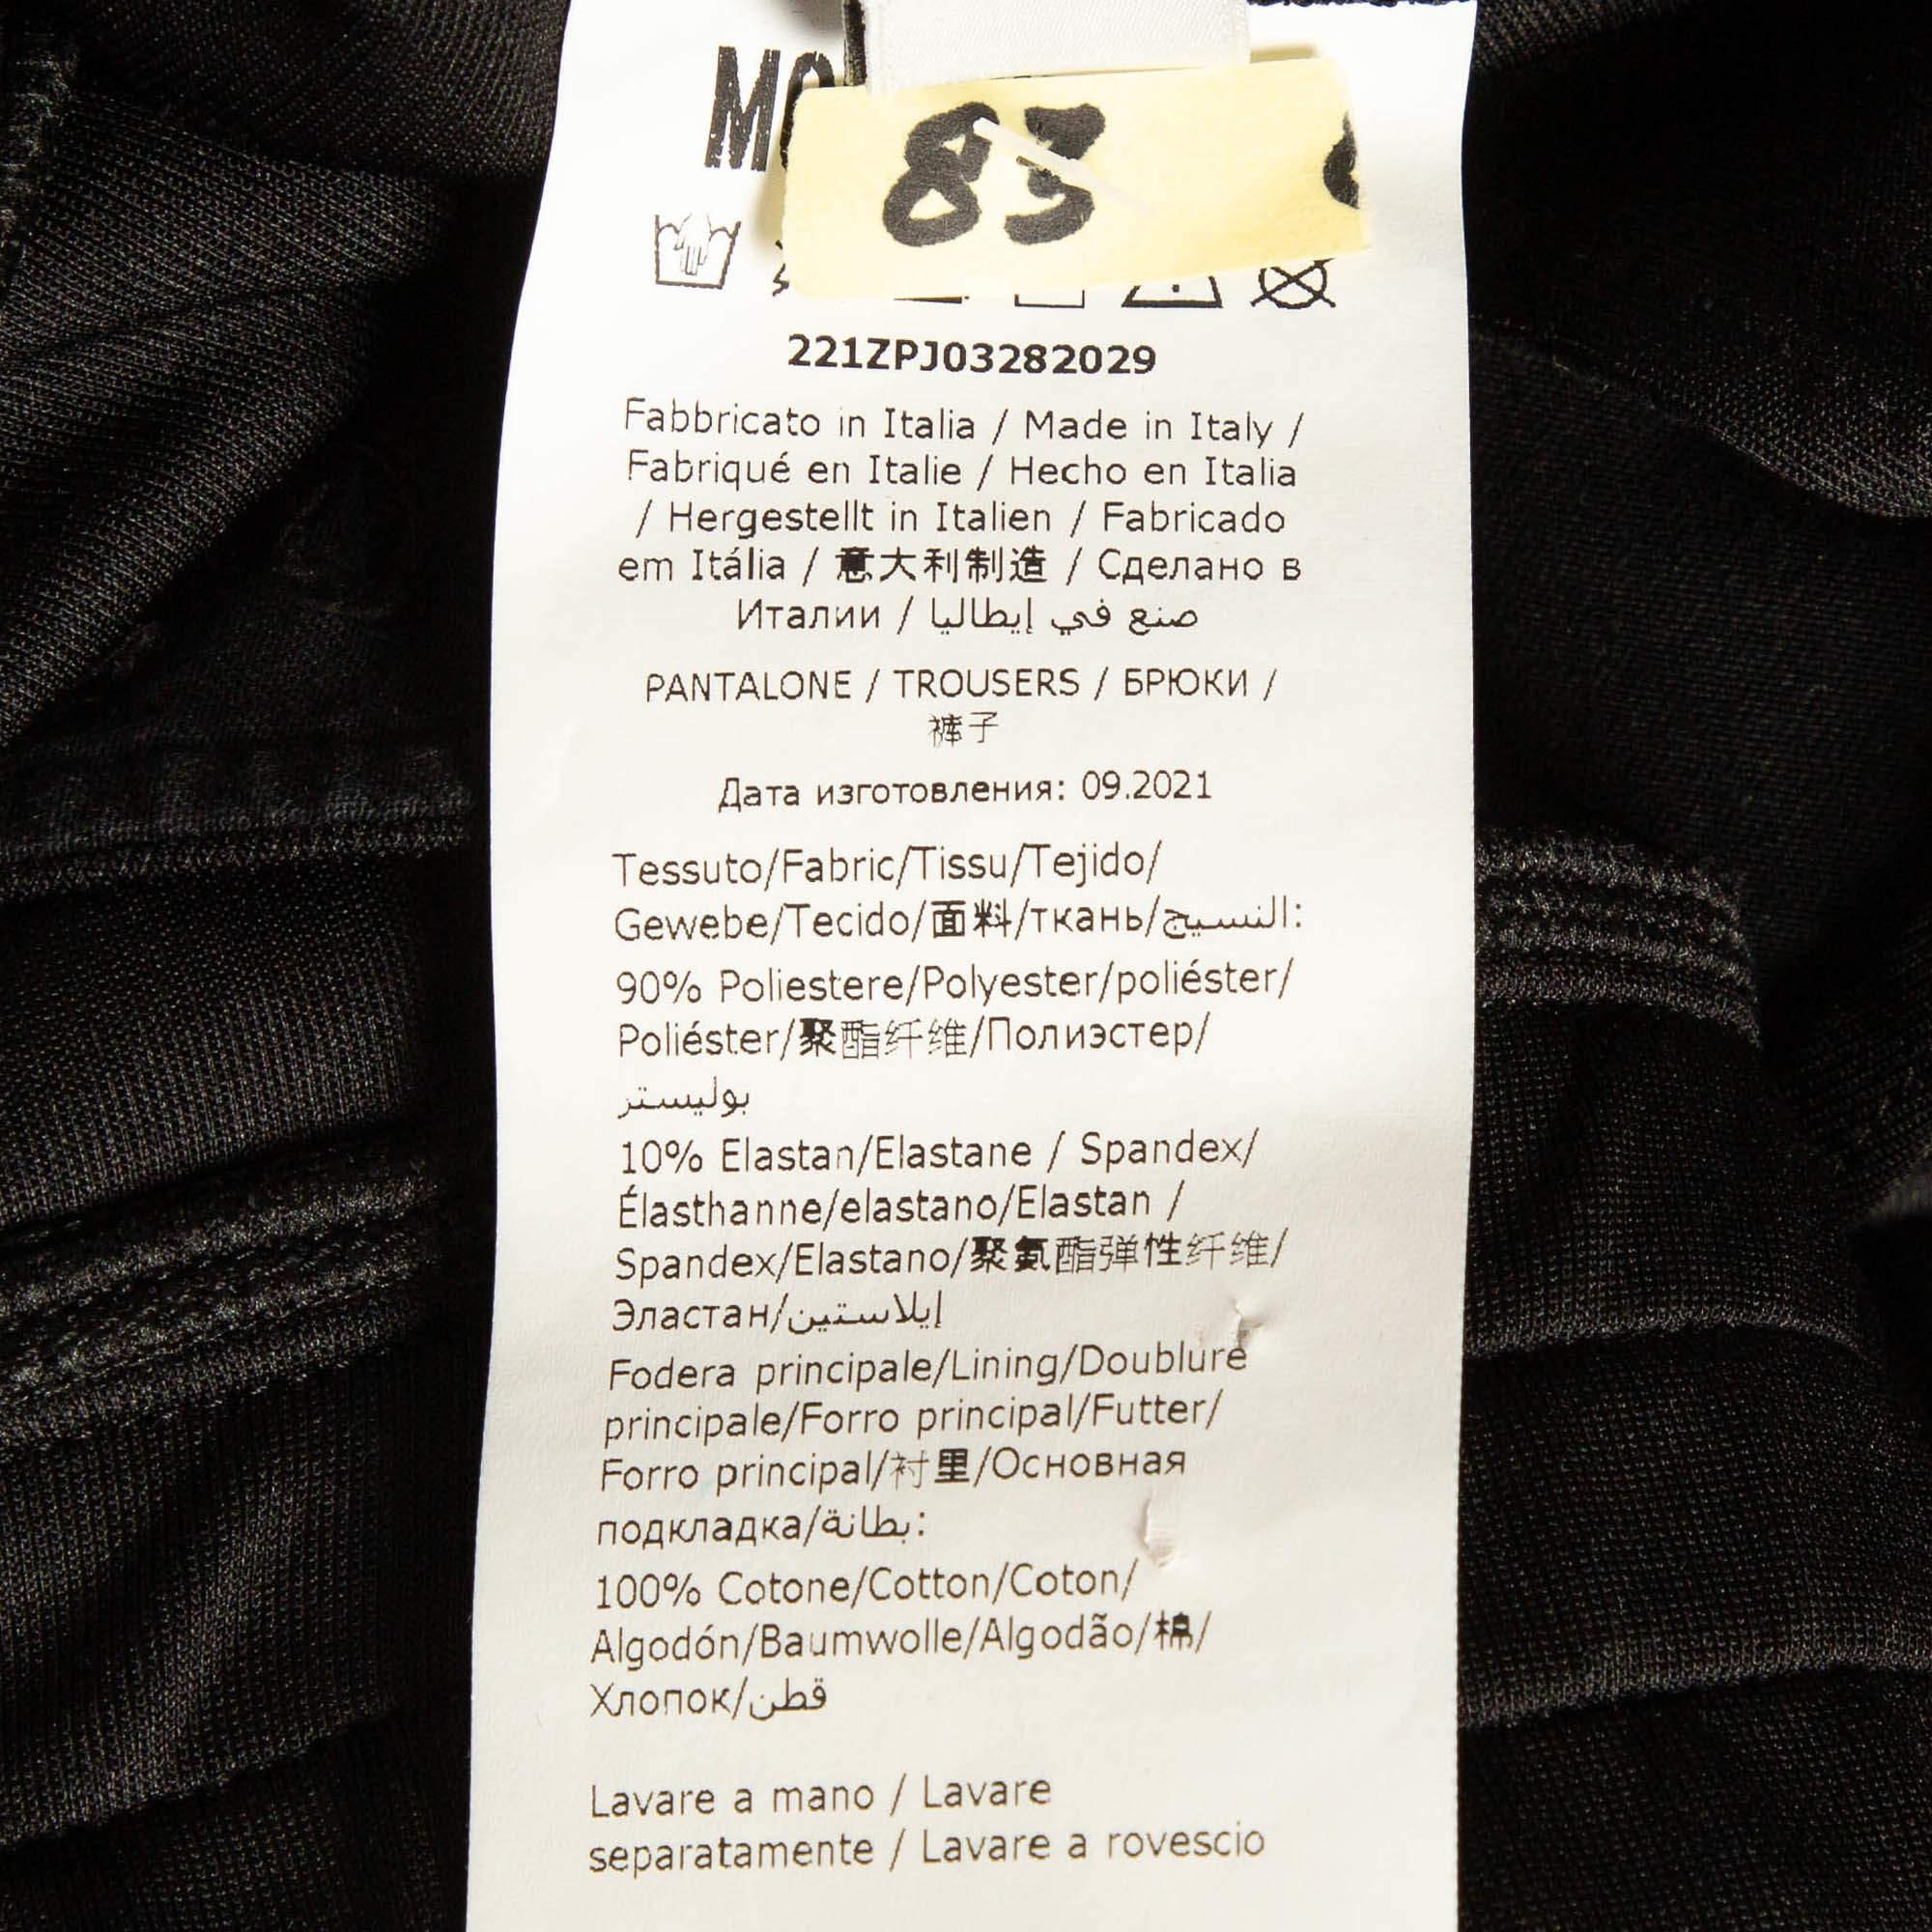 83
221ZPJ03282029
Fabbricato in Italia / Made in Italy /
Fabriqué en Italie / Hecho en Italia
/ Hergestellt in Italien / Fabricado
em Itália / 意大利制造 / Сделано в
Италии / صنع في إيطاليا
PANTALONE / TROUSERS / БРЮКИ /
裤子
Дата изготовления: 09.2021
Tessuto/Fabric/Tissu/Tejido/
Gewebe/Tecido/面料/ткань/النسيج:
90% Poliestere/Polyester/poliéster/
Poliéster/聚酯纤维/Полиэстер/
بوليستر
10% Elastan/Elastane / Spandex/
Élasthanne/elastano/Elastan /
Spandex/Elastano/聚氨酯弹性纤维/
Эластан/إيلاستين
Fodera principale/Lining/Doublure
principale/Forro principal/Futter/
Forro principal/衬里/Основная
подкладка/بطانة:
100% Cotone/Cotton/Coton/
Algodón/Baumwolle/Algodão/棉/
Хлопок/قطن
Lavare a mano / Lavare
separatamente / Lavare a rovescio